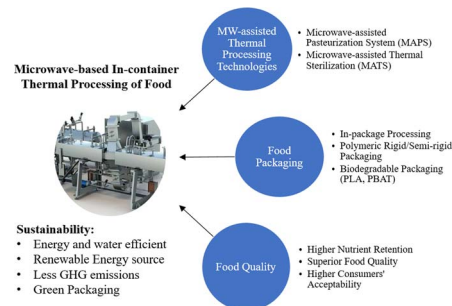 MW-assisted
Thermal
Processing
Technologies
• Microwave-assisted
Pasteurization System (MAPS)
• Microwave-assisted Thermal
Sterilization (MATS)
Microwave-based In-container
Thermal Processing of Food
Food
Packaging
• In-package Processing
• Polymeric Rigid/Semi-rigid
Packaging
• Biodegradable Packaging
(PLA, PBAT)
Sustainability:
• Energy and water efficient
• Renewable Energy source
• Less GHG emissions
• Green Packaging
Food Quality
• Higher Nutrient Retention
• Superior Food Quality
• Higher Consumers'
Acceptability